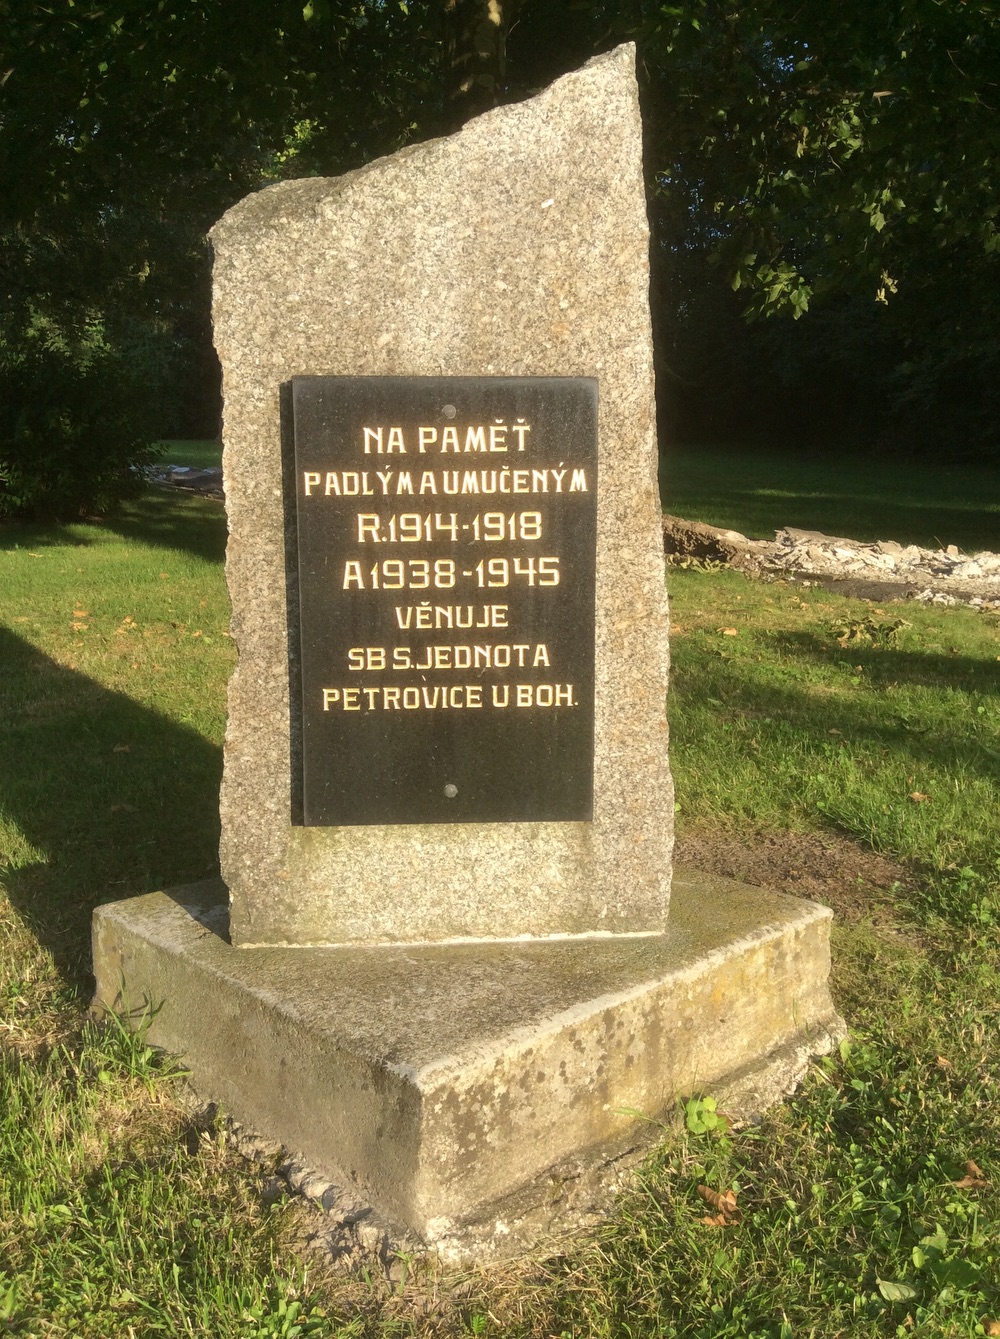 NA PAMĚŤ
PADLÝM A UMUČENÝM
R.1914-1918
A 1938-1945
VĚNUJE
SB S.JEDNOTA
PETROVICE U BOH.